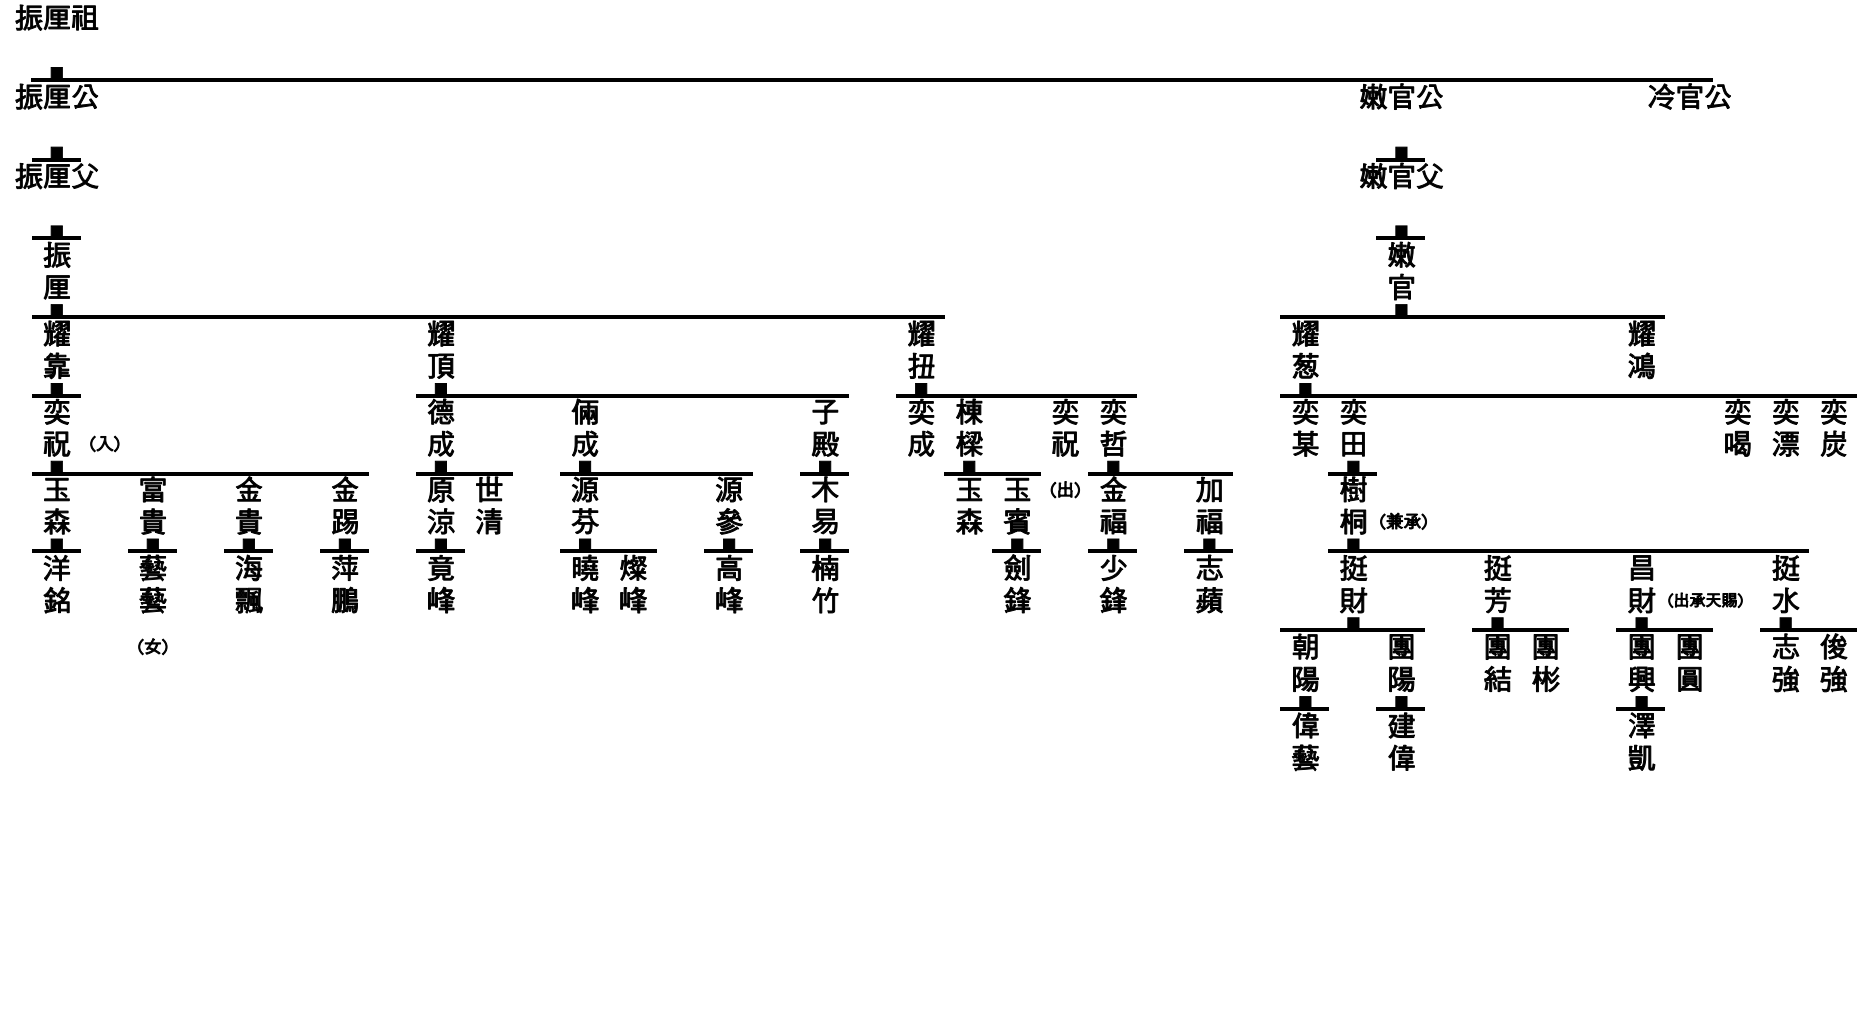 振厘祖
振厘公
嫩官公
冷官公
振厘父
嫩官父
振厘
嫩官
耀靠
耀頂
耀扭
耀葱
耀鴻
奕祝
（入）
德成
倆成
子殿
奕成
棟樑
奕祝
（出）
奕哲
奕某
奕田
奕喝
奕漂
奕炭
玉森
富貴
金貴
金踢
原涼
世清
源芬
源參
木易
玉森
玉賓
金福
加福
樹桐
（兼承）
洋銘
藝藝
（女）
海飄
萍鵬
竟峰
曉峰
燦峰
高峰
楠竹
劍鋒
少鋒
志蘋
挺財
挺芳
昌財
（出承天賜）
挺水
朝陽
團陽
團結
團彬
團興
團圓
志強
俊強
偉藝
建偉
澤凱